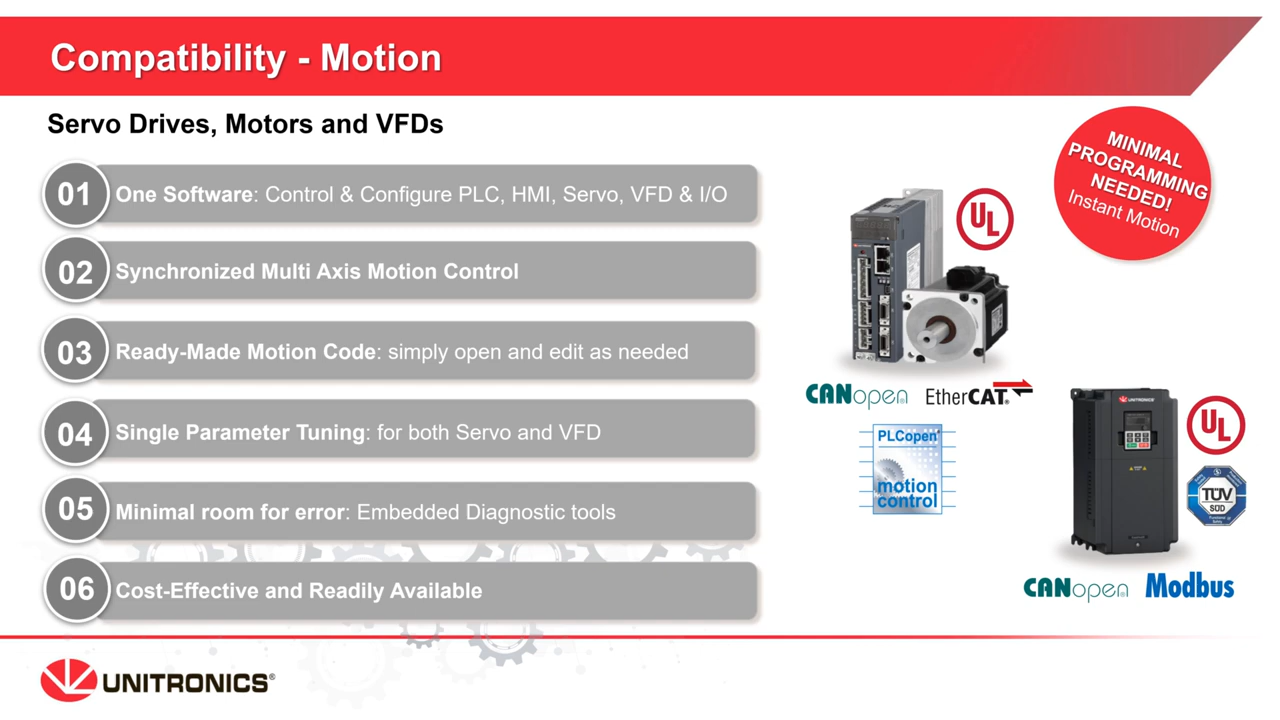 Compatibility - Motion
Servo Drives, Motors and VFDs
01 One Software: Control & Configure PLC, HMI, Servo, VFD & I/O
02 Synchronized Multi Axis Motion Control
03 Ready-Made Motion Code: simply open and edit as needed
04 Single Parameter Tuning: for both Servo and VFD
05 Minimal room for error: Embedded Diagnostic tools
06 Cost-Effective and Readily Available
MINIMAL
PROGRAMMING
NEEDED!
Instant Motion
UL
UNITRONICS
CANopen
EtherCAT®
PLCopen
motion
control
UNITRONICS
UL
TÜV
SÜD
CANopen
Modbus
UNITRONICS®